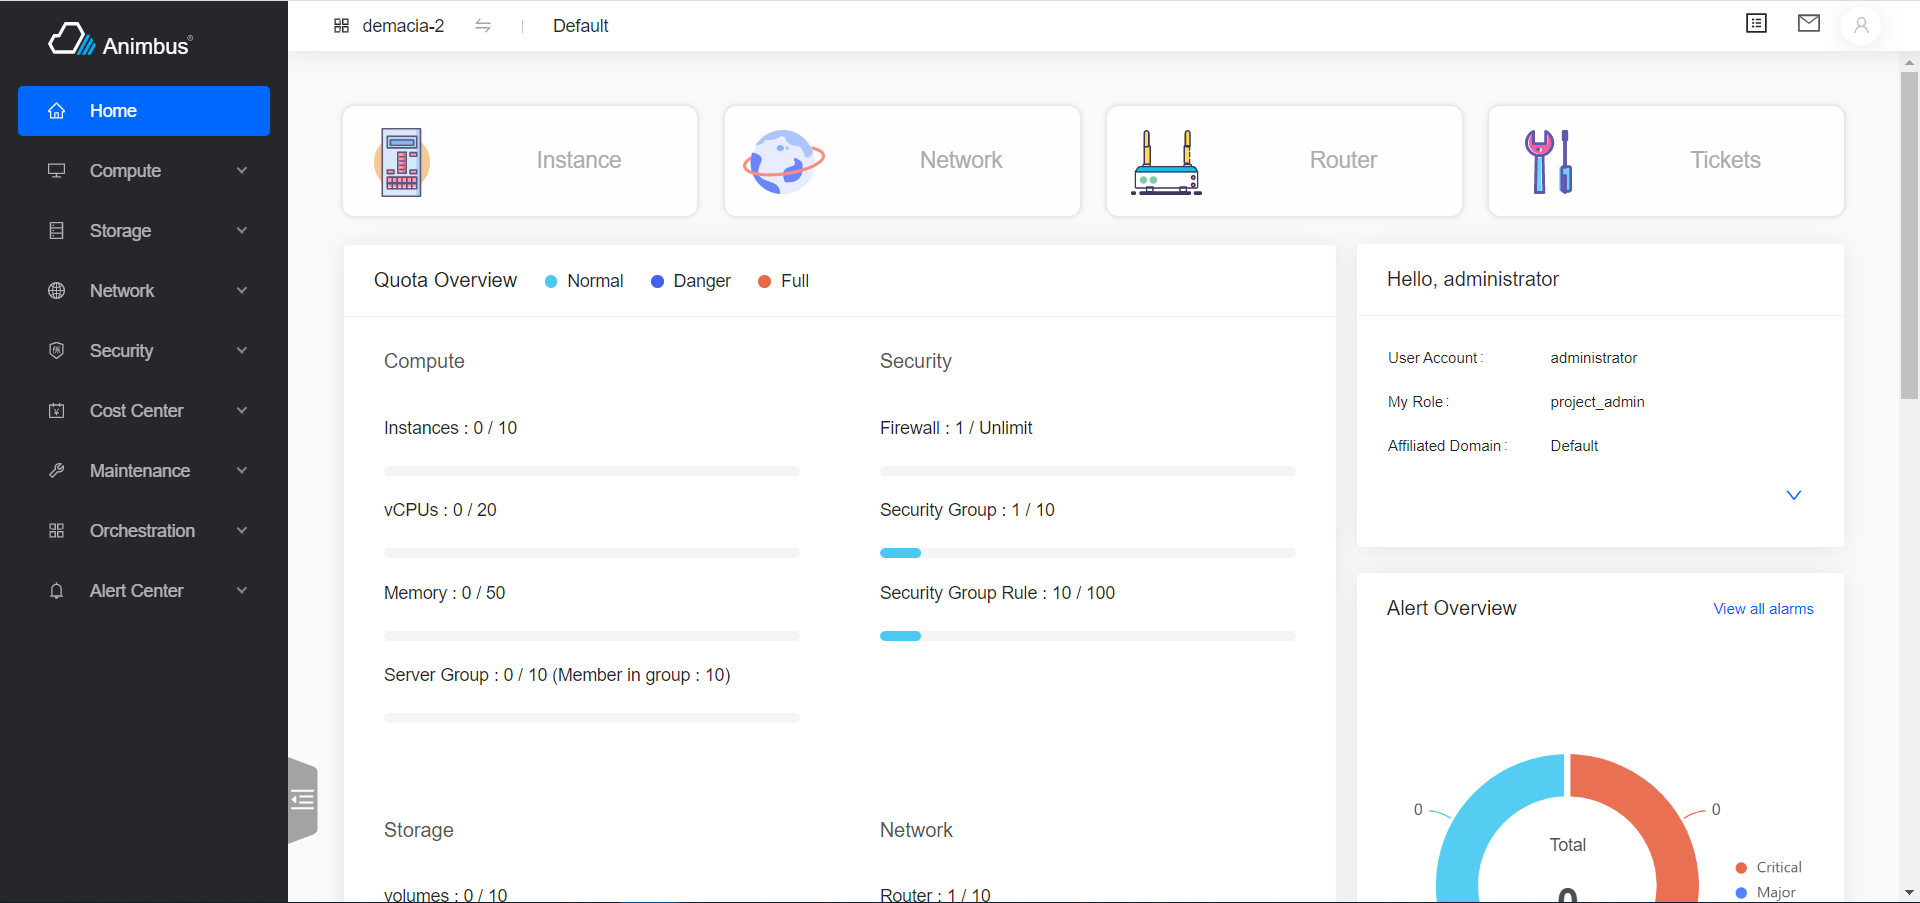 Animbus®
demacia-2
Default
Home
Compute
Storage
Network
Security
Cost Center
Maintenance
Orchestration
Alert Center
Instance
Network
Router
Tickets
Quota Overview
Normal
Danger
Full
Compute
Instances : 0 / 10
vCPUs : 0 / 20
Memory : 0 / 50
Server Group : 0 / 10 (Member in group : 10)
Security
Firewall : 1 / Unlimit
Security Group : 1 / 10
Security Group Rule : 10 / 100
Storage
volumes : 0 / 10
Network
Router : 1 / 10
Hello, administrator
User Account : administrator
My Role : project_admin
Affiliated Domain : Default
Alert Overview
View all alarms
0
0
Total
0
Critical
Major